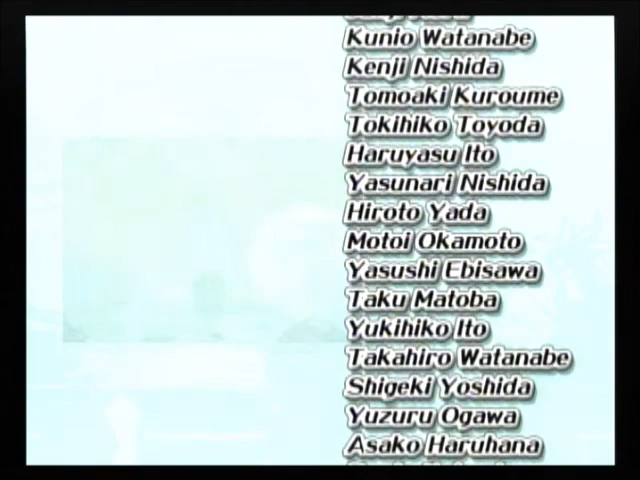 Kunio Watanabe
Kenji Nishida
Tomoaki Kuroume
Tokihiko Toyoda
Haruyasu Ito
Yasunari Nishida
Hiroto Yada
Motoi Okamoto
Yasushi Ebisawa
Taku Matoba
Yukihiko Ito
Takahiro Watanabe
Shigeki Yoshida
Yuzuru Ogawa
Asako Haruhana